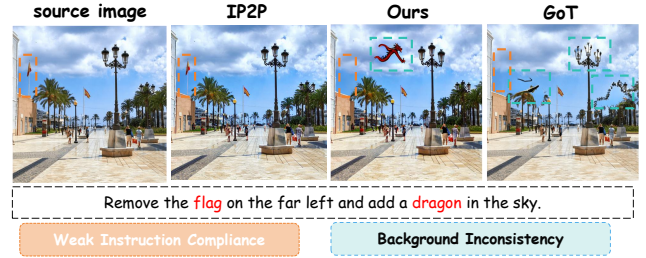 source image
IP2P
Ours
GoT
Remove the flag on the far left and add a dragon in the sky.
Weak Instruction Compliance
Background Inconsistency